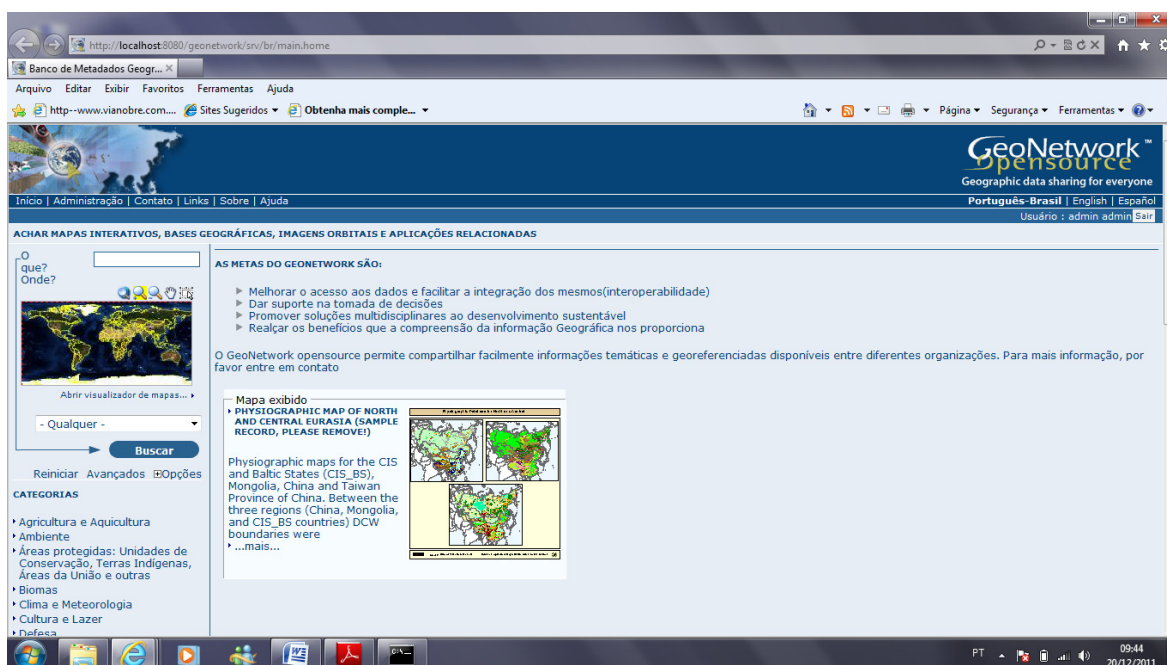 http://localhost:8080/geonetwork/srv/br/main.home
Banco de Metadados Geogr...
Arquivo Editar Exibir Favoritos Ferramentas Ajuda
http--www.vianobre.com.... Sites Sugeridos Obtenha mais comple...
Página Segurança Ferramentas
GeoNetwork™
Opensource
Geographic data sharing for everyone
Início | Administração | Contato | Links | Sobre | Ajuda
Português-Brasil | English | Español
Usuário : admin admin Sair
ACHAR MAPAS INTERATIVOS, BASES GEOGRÁFICAS, IMAGENS ORBITAIS E APLICAÇÕES RELACIONADAS
O
que?
Onde?
Abrir visualizador de mapas...
- Qualquer -
Buscar
Reiniciar Avançados Opções
CATEGORIAS
Agricultura e Aquicultura
Ambiente
Áreas protegidas: Unidades de
Conservação, Terras Indígenas,
Áreas da União e outras
Biomas
Clima e Meteorologia
Cultura e Lazer
Defesa
AS METAS DO GEONETWORK SÃO:
Melhorar o acesso aos dados e facilitar a integração dos mesmos(interoperabilidade)
Dar suporte na tomada de decisões
Promover soluções multidisciplinares ao desenvolvimento sustentável
Realçar os benefícios que a compreensão da informação Geográfica nos proporciona
O GeoNetwork opensource permite compartilhar facilmente informações temáticas e georeferenciadas disponíveis entre diferentes organizações. Para mais informação, por
favor entre em contato
Mapa exibido
PHYSIOGRAPHIC MAP OF NORTH
AND CENTRAL EURASIA (SAMPLE
RECORD, PLEASE REMOVE!)
Physiographic maps for the CIS
and Baltic States (CIS_BS),
Mongolia, China and Taiwan
Province of China. Between the
three regions (China, Mongolia,
and CIS_BS countries) DCW
boundaries were
...mais...
PT
09:44
20/12/2011